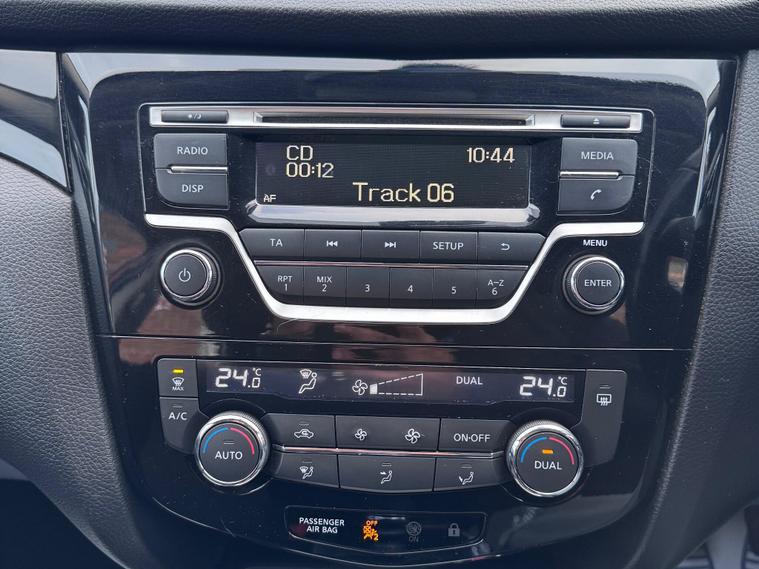 RADIO
DISP
CD
00:12
10:44
Track 06
AF
MEDIA
TA
SETUP
MENU
RPT
1
MIX
2
3
4
5
A–Z
6
ENTER
MAX
24.0 °C
DUAL
24.0 °C
A/C
AUTO
ON·OFF
DUAL
PASSENGER
AIR BAG
OFF
2
ON